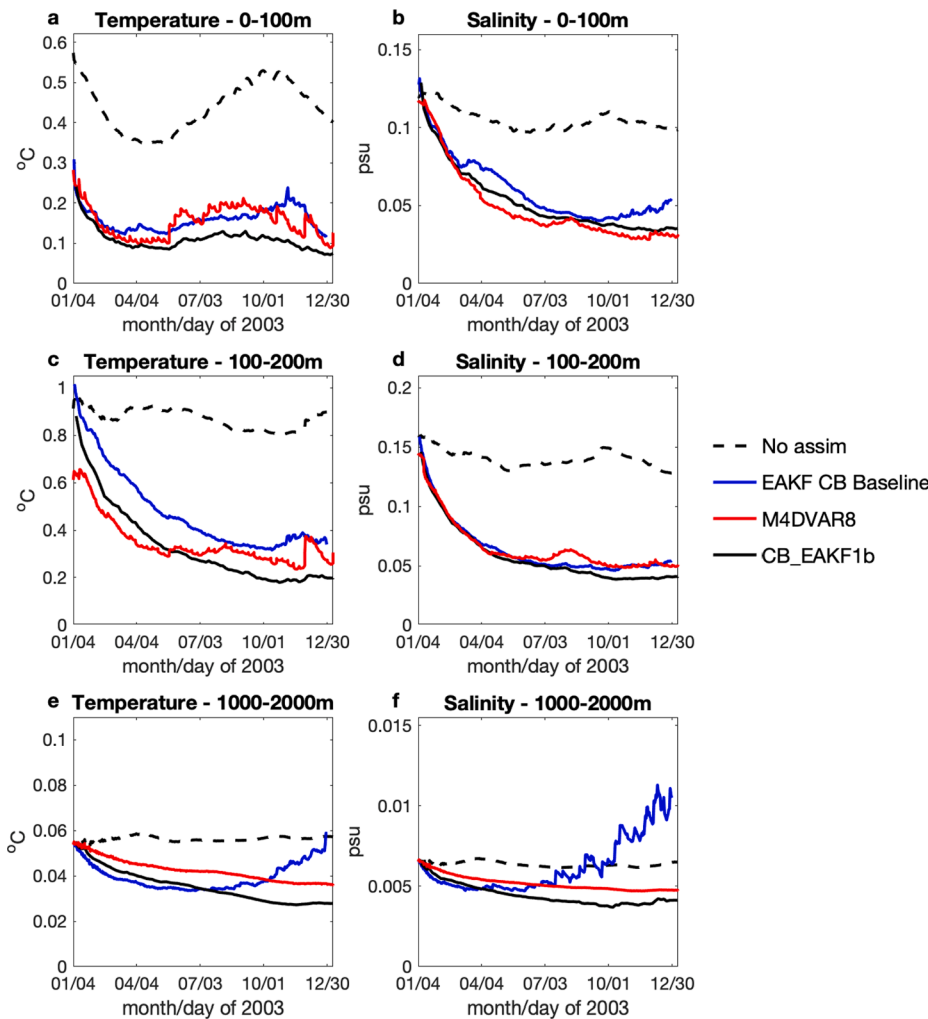 a Temperature - 0-100m
0.6
0.5
0.4
0.3
0.2
0.1
0
°C
01/04 04/04 07/03 10/01 12/30
month/day of 2003
b Salinity - 0-100m
0.15
0.1
0.05
0
psu
01/04 04/04 07/03 10/01 12/30
month/day of 2003
c Temperature - 100-200m
1
0.8
0.6
0.4
0.2
0
°C
01/04 04/04 07/03 10/01 12/30
month/day of 2003
d Salinity - 100-200m
0.2
0.15
0.1
0.05
0
psu
01/04 04/04 07/03 10/01 12/30
month/day of 2003
No assim
EAKF CB Baseline
M4DVAR8
CB_EAKF1b
e Temperature - 1000-2000m
0.1
0.08
0.06
0.04
0.02
0
°C
01/04 04/04 07/03 10/01 12/30
month/day of 2003
f Salinity - 1000-2000m
0.015
0.01
0.005
0
psu
01/04 04/04 07/03 10/01 12/30
month/day of 2003